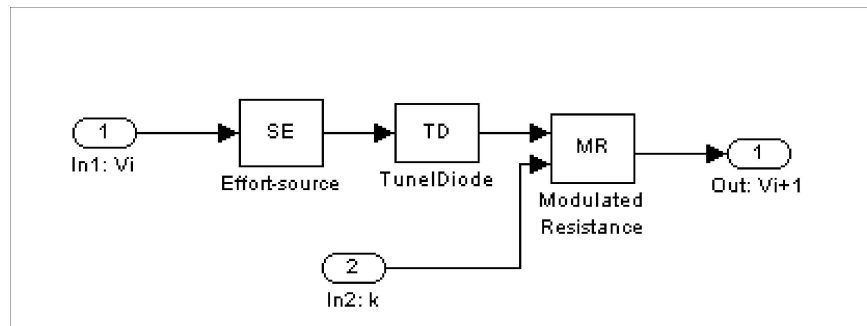 1
In1: Vi
SE
Effort-source
TD
TunelDiode
MR
Modulated
Resistance
1
Out: Vi+1
2
In2: k